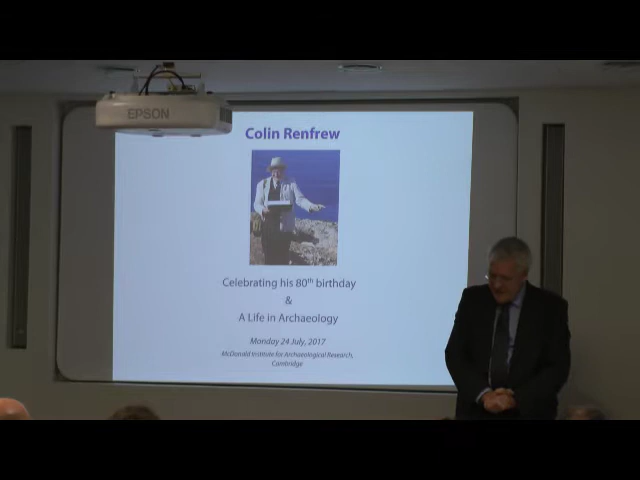 EPSON
Colin Renfrew
Celebrating his 80th birthday
&
A Life in Archaeology
Monday 24 July, 2017
McDonald Institute for Archaeological Research,
Cambridge